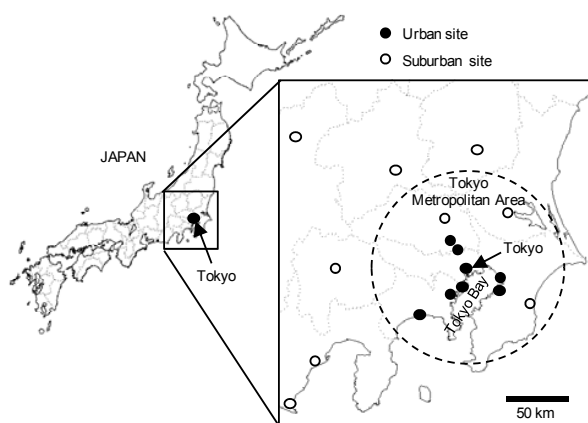 Urban site
Suburban site
JAPAN
Tokyo
Tokyo
Metropolitan Area
Tokyo
Tokyo Bay
50 km